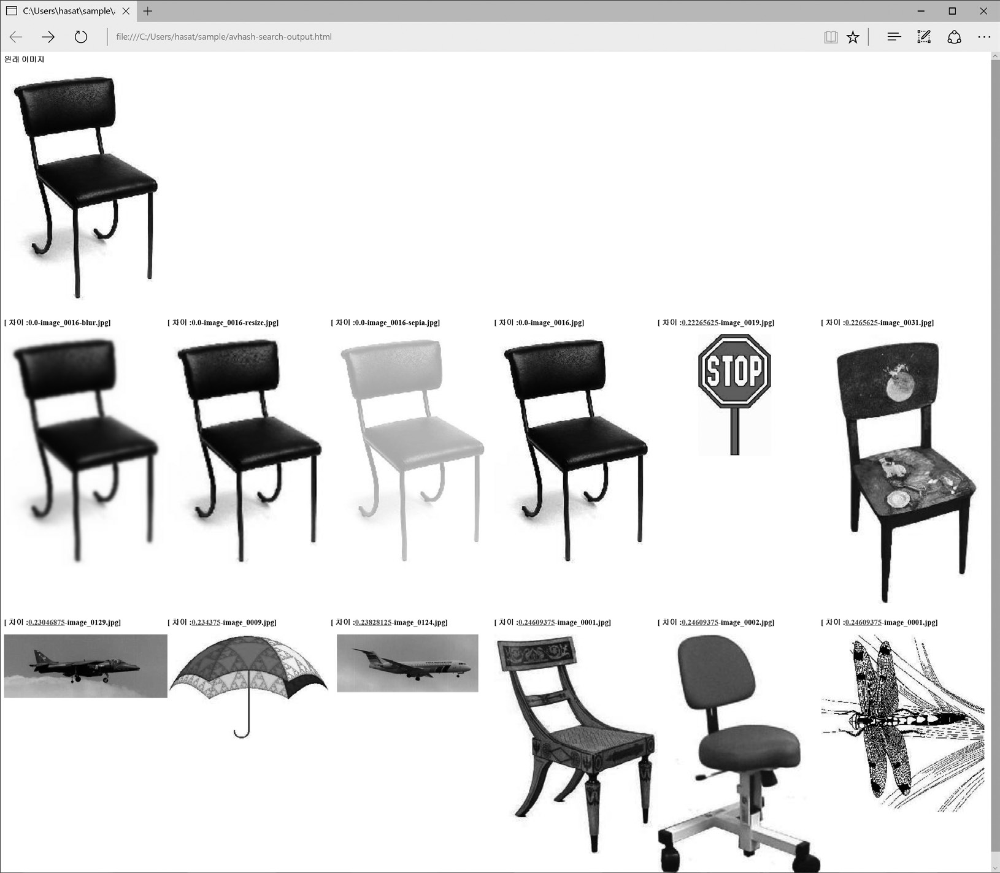 C:\Users\hasat\sample\a
file:///C:/Users/hasat/sample/avhash-search-output.html
원래 이미지
[ 차이 :0.0-image_0016-blur.jpg]
[ 차이 :0.0-image_0016-resize.jpg]
[ 차이 :0.0-image_0016-sepia.jpg]
[ 차이 :0.0-image_0016.jpg]
[ 차이 :0.22265625-image_0019.jpg]
[ 차이 :0.2265625-image_0031.jpg]
STOP
[ 차이 :0.23046875-image_0129.jpg]
[ 차이 :0.234375-image_0009.jpg]
[ 차이 :0.23828125-image_0124.jpg]
[ 차이 :0.24609375-image_0001.jpg]
[ 차이 :0.24609375-image_0002.jpg]
[ 차이 :0.24609375-image_0001.jpg]